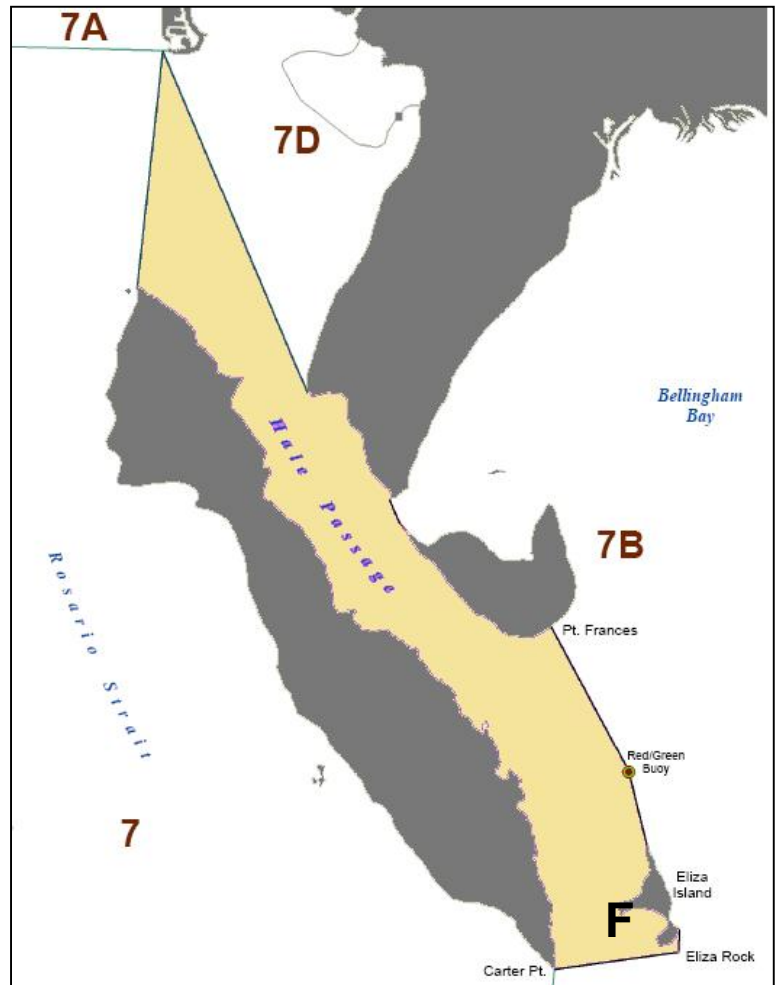 7A
7D
Bellingham
Bay
Hale Passage
7B
Rosario Strait
Pt. Frances
Red/Green
Buoy
7
Eliza
Island
F
Eliza Rock
Carter Pt.